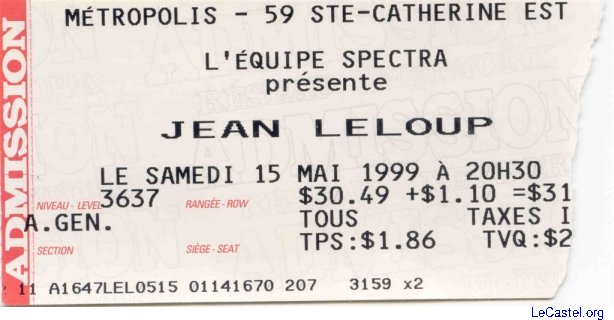 ADMISSION
MÉTROPOLIS - 59 STE-CATHERINE EST
L'ÉQUIPE SPECTRA
présente
JEAN LELOUP
LE SAMEDI 15 MAI 1999 À 20H30
NIVEAU - LEVEL 3637 RANGÉE - ROW $30.49 +$1.10 =$31
A.GEN. TOUS TAXES I
SECTION SIÈGE - SEAT TPS:$1.86 TVQ:$2
11 A1647LEL0515 01141670 207 3159 x2
LeCastel.org